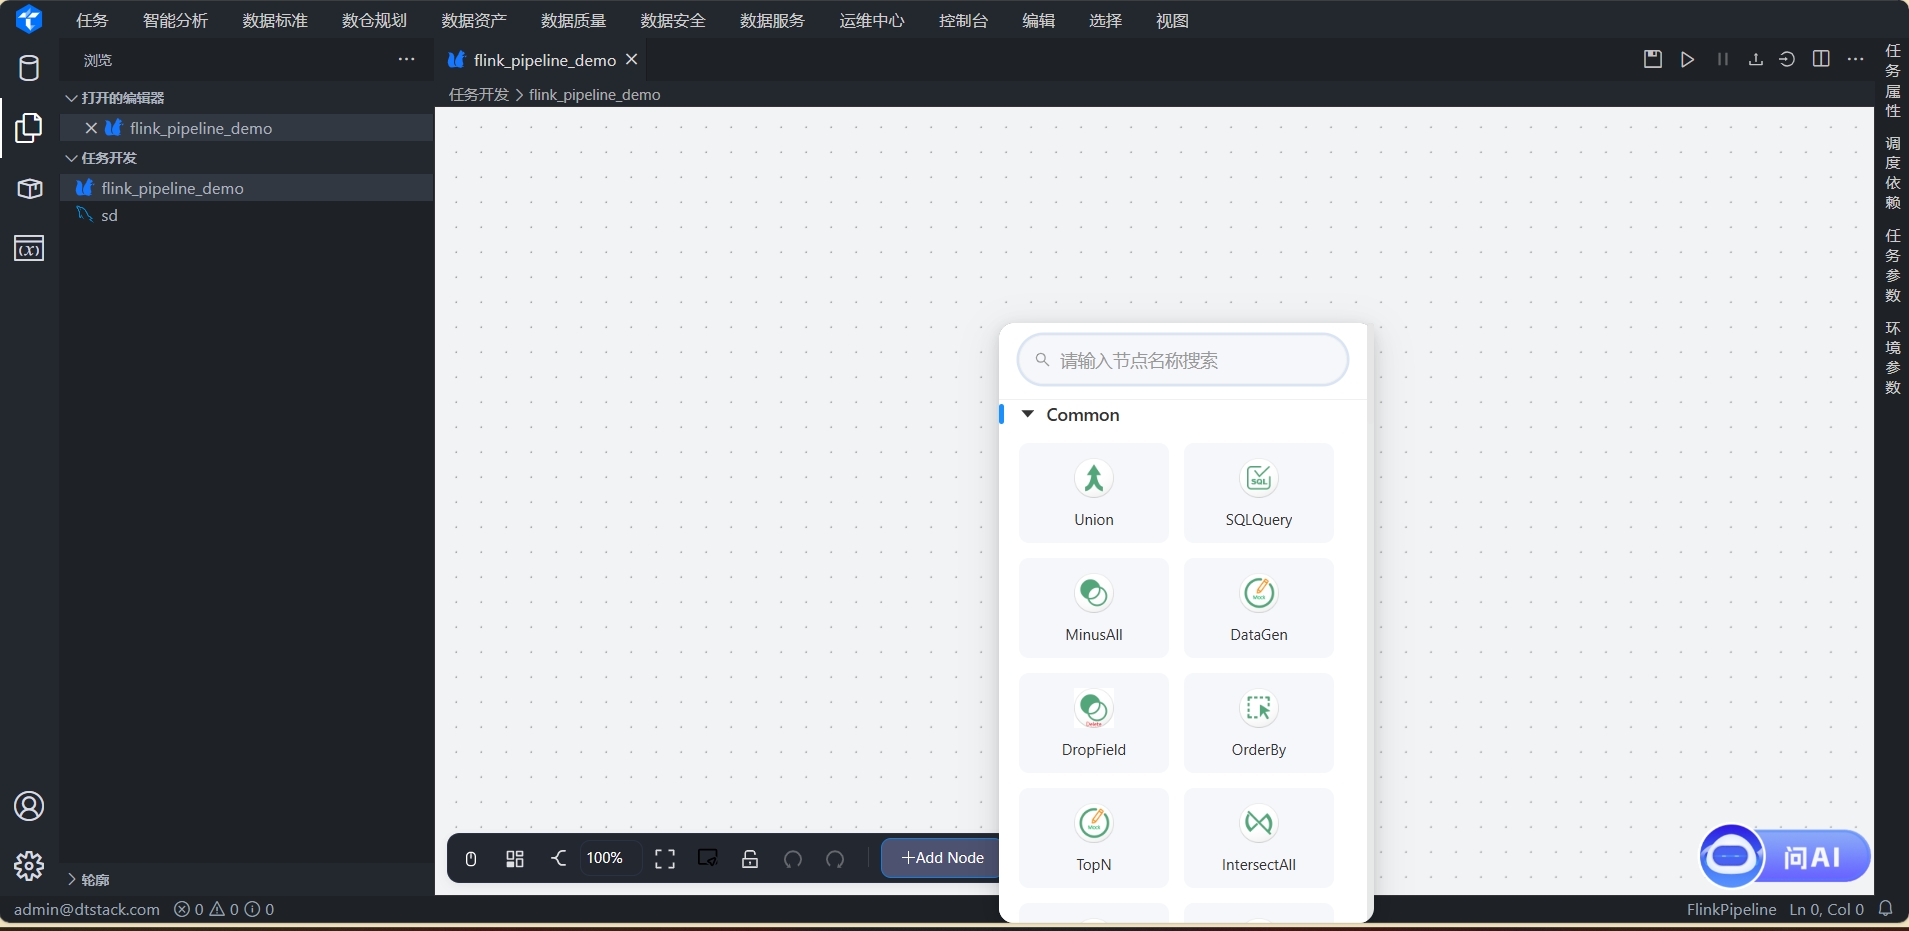 任务 智能分析 数据标准 数仓规划 数据资产 数据质量 数据安全 数据服务 运维中心 控制台 编辑 选择 视图
浏览
flink_pipeline_demo
任务开发 > flink_pipeline_demo
打开的编辑器
flink_pipeline_demo
任务开发
flink_pipeline_demo
sd
轮廓
请输入节点名称搜索
Common
Union SQLQuery
MinusAll DataGen
DropField OrderBy
TopN IntersectAll
100% +Add Node
问AI
任务属性
调度依赖
任务参数
环境参数
admin@dtstack.com 0 0 0
FlinkPipeline Ln 0, Col 0